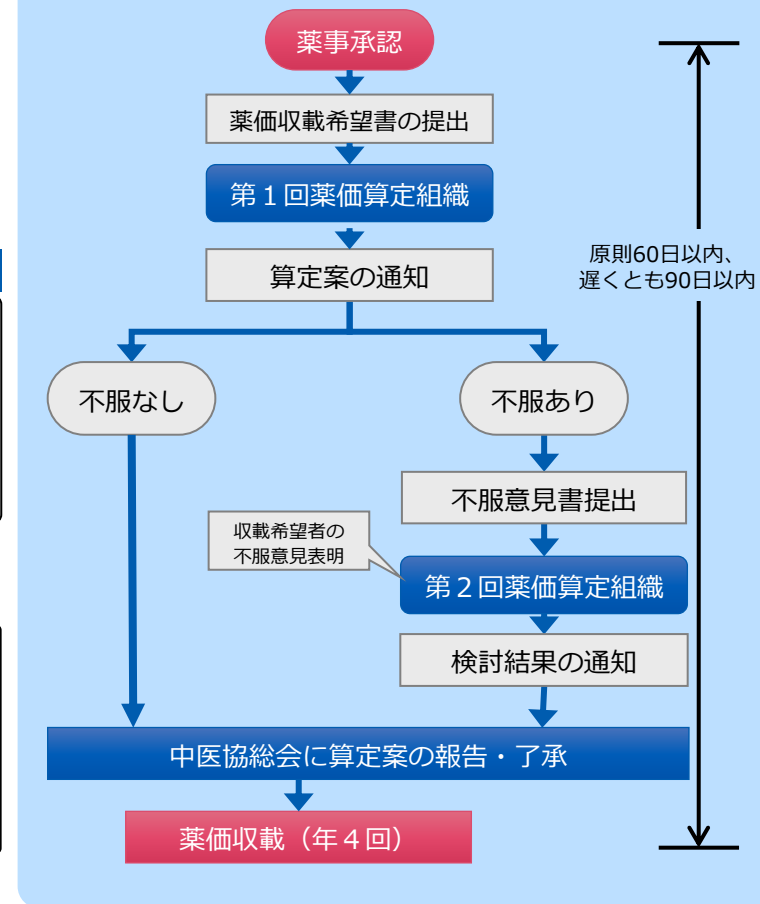 薬事承認
薬価収載希望書の提出
第1回薬価算定組織
算定案の通知
原則60日以内、
遅くとも90日以内
不服なし
不服あり
不服意見書提出
収載希望者の
不服意見表明
第2回薬価算定組織
検討結果の通知
中医協総会に算定案の報告・了承
薬価収載（年4回）